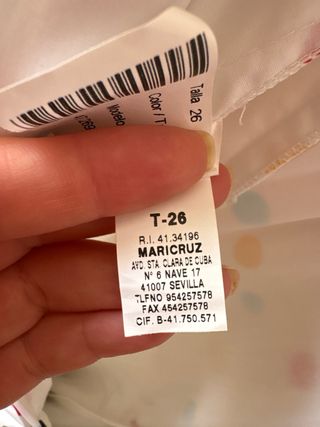 Talla 26
Color / T
Modelo
T-26
R.I. 41.34196
MARICRUZ
AVD. STA. CLARA DE CUBA
Nº 6 NAVE 17
41007 SEVILLA
TLFNO 954257578
FAX 454257578
CIF. B-41.750.571